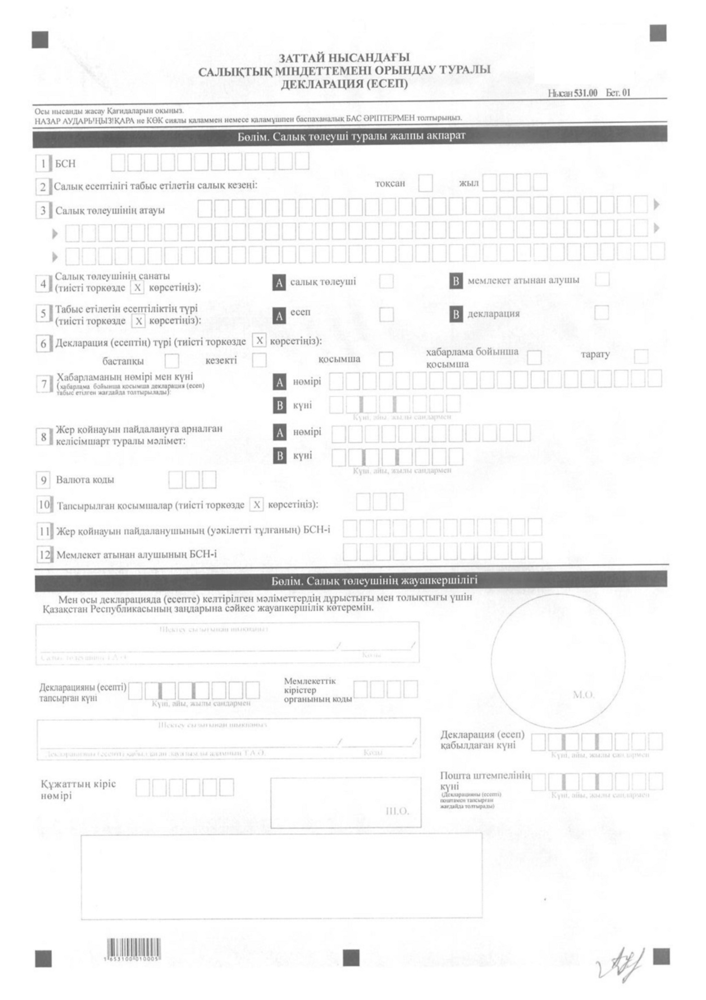 ЗАТТАЙ НЫСАНДАҒЫ
САЛЫҚТЫҚ МІНДЕТТЕМЕНІ ОРЫНДАУ ТУРАЛЫ
ДЕКЛАРАЦИЯ (ЕСЕП)
Нысан 531.00 Бет. 01
Осы нысанды жасау Қағидаларын оқыңыз.
НАЗАР АУДАРЫҢЫЗ!ҚАРА не КӨК сиялы қаламмен немесе қаламұшпен баспаханалық БАС ӘРІПТЕРМЕН толтырыңыз.
Бөлім. Салық төлеуші туралы жалпы ақпарат
1 БСН
2 Салық есептілігі табыс етілетін салық кезеңі: тоқсан жыл
3 Салық төлеушінің атауы
4 Салық төлеушінің санаты
(тиісті торкөзде X көрсетіңіз): A салық төлеуші B мемлекет атынан алушы
5 Табыс етілетін есептіліктің түрі
(тиісті торкөзде X көрсетіңіз): A есеп B декларация
6 Декларация (есептің) түрі (тиісті торкөзде X көрсетіңіз):
бастапқы кезекті қосымша хабарлама бойынша қосымша тарату
7 Хабарламаның нөмірі мен күні
(хабарлама бойынша қосымша декларация (есеп)
табыс етілген жағдайда толтырылады):
A нөмірі
B күні
Күні, айы, жылы сандармен
8 Жер қойнауын пайдалануға арналған
келісімшарт туралы мәлімет:
A нөмірі
B күні
Күні, айы, жылы сандармен
9 Валюта коды
10 Тапсырылған қосымшалар (тиісті торкөзде X көрсетіңіз):
11 Жер қойнауын пайдаланушының (уәкілетті тұлғаның) БСН-і
12 Мемлекет атынан алушының БСН-і
Бөлім. Салық төлеушінің жауапкершілігі
Мен осы декларацияда (есепте) келтірілген мәліметтердің дұрыстығы мен толықтығы үшін
Қазақстан Республикасының заңдарына сәйкес жауапкершілік көтеремін.
Шектеу сызығынан шықпаңыз
/ /
Салық төлеушінің Т.А.Ә. Коды
Декларацияны (есепті)
тапсырған күні
Күні, айы, жылы сандармен
Мемлекеттік
кірістер
органының коды
М.О.
Шектеу сызығынан шықпаңыз
/ /
Декларацияны (есепті) қабылдаған лауазымды адамның Т.А.Ә. Коды
Декларация (есеп)
қабылдаған күні
Күні, айы, жылы сандармен
Құжаттың кіріс
нөмірі
Ш.О.
Пошта штемпелінің
күні
(Декларацияны (есепті)
поштамен тапсырған
жағдайда толтырады)
Күні, айы, жылы сандармен
1 653100 010005